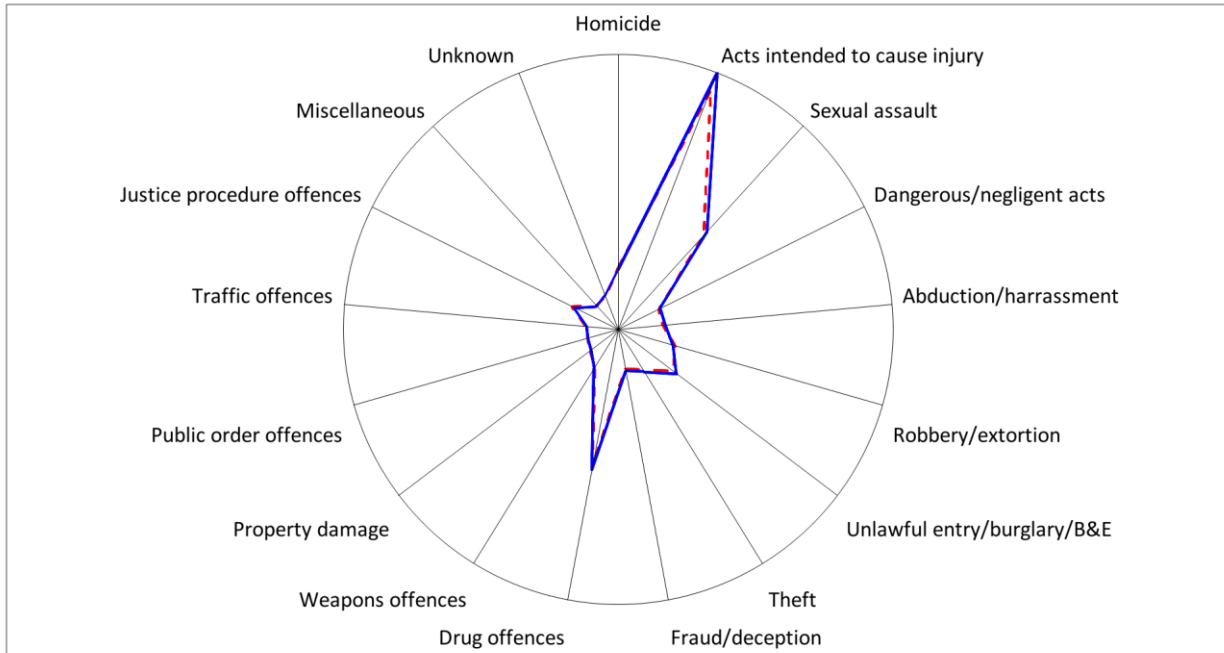 Homicide
Unknown
Acts intended to cause injury
Miscellaneous
Sexual assault
Justice procedure offences
Dangerous/negligent acts
Traffic offences
Abduction/harrassment
Public order offences
Robbery/extortion
Property damage
Unlawful entry/burglary/B&E
Weapons offences
Theft
Drug offences
Fraud/deception